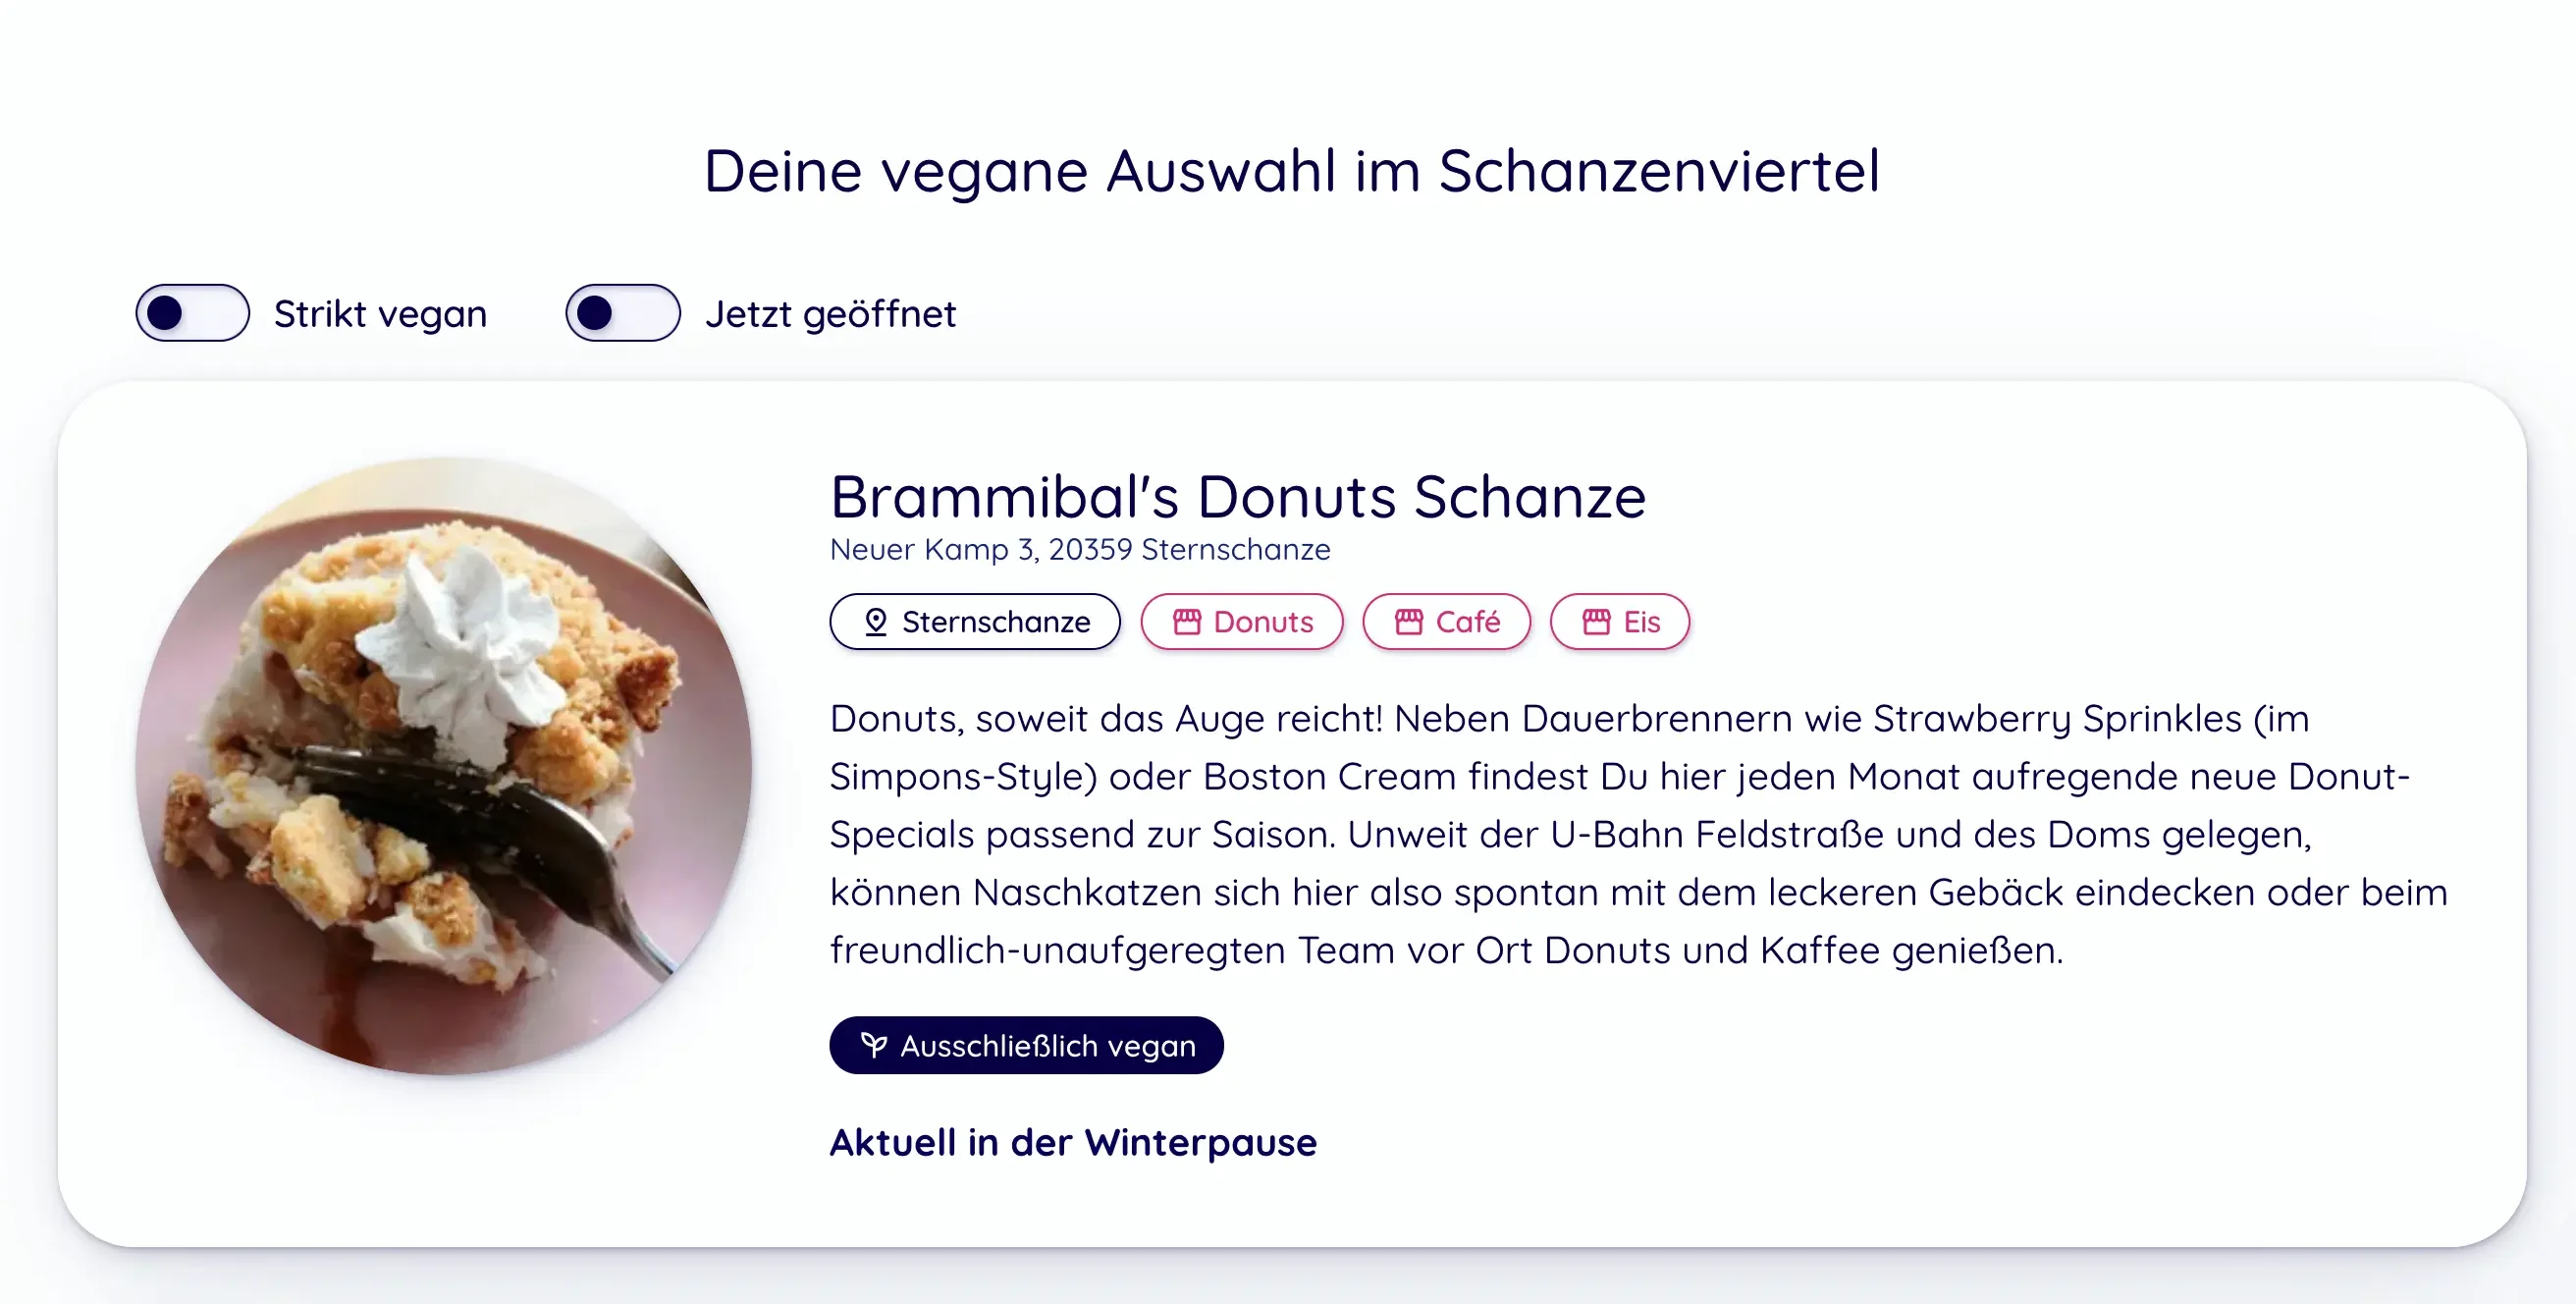 Deine vegane Auswahl im Schanzenviertel
Strikt vegan
Jetzt geöffnet
Brammibal's Donuts Schanze
Neuer Kamp 3, 20359 Sternschanze
Sternschanze
Donuts
Café
Eis
Donuts, soweit das Auge reicht! Neben Dauerbrennern wie Strawberry Sprinkles (im
Simpons-Style) oder Boston Cream findest Du hier jeden Monat aufregende neue Donut-
Specials passend zur Saison. Unweit der U-Bahn Feldstraße und des Doms gelegen,
können Naschkatzen sich hier also spontan mit dem leckeren Gebäck eindecken oder beim
freundlich-unaufgeregten Team vor Ort Donuts und Kaffee genießen.
Ausschließlich vegan
Aktuell in der Winterpause